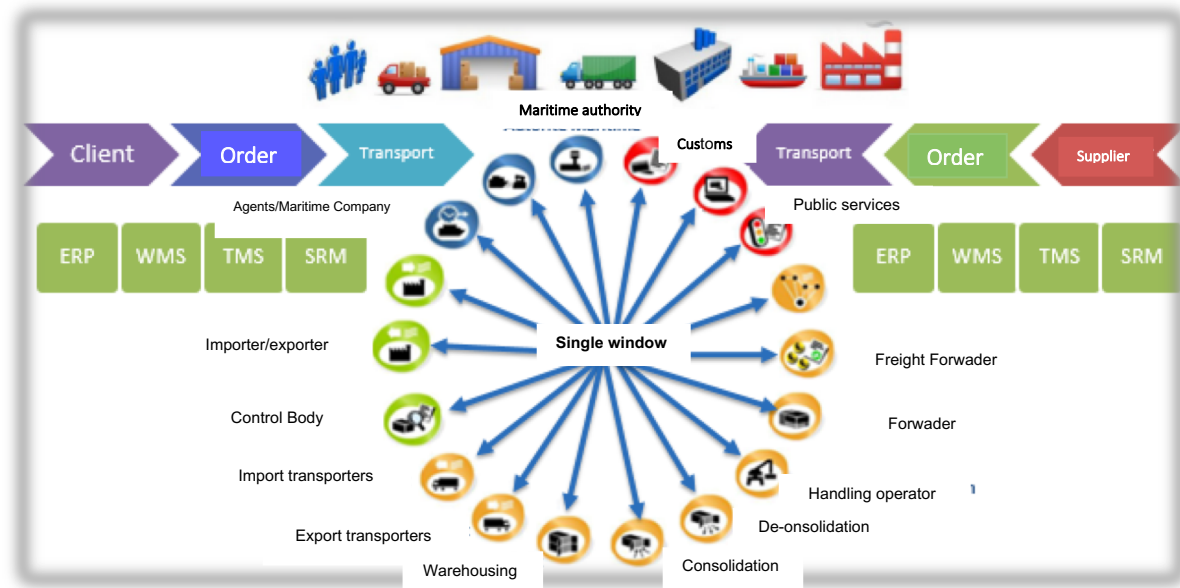 Maritime authority
Customs
Client
Order
Transport
Transport
Order
Supplier
Agents/Maritime Company
Public services
ERP
WMS
TMS
SRM
ERP
WMS
TMS
SRM
Single window
Importer/exporter
Freight Forwader
Control Body
Forwader
Import transporters
Handling operator
Export transporters
De-onsolidation
Warehousing
Consolidation